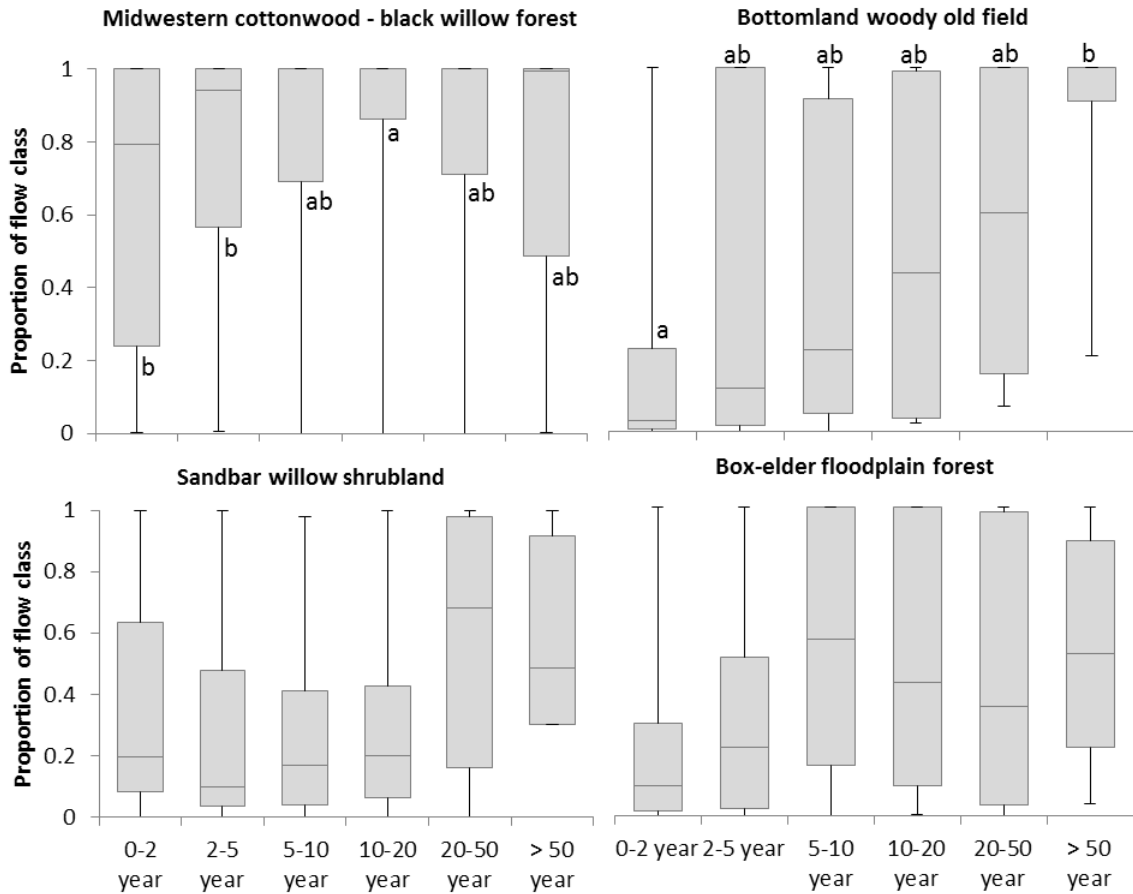 Midwestern cottonwood - black willow forest
Bottomland woody old field
Proportion of flow class
1
0.8
0.6
0.4
0.2
0
b
b
ab
a
ab
ab
a
ab
ab
ab
ab
b
Sandbar willow shrubland
Box-elder floodplain forest
Proportion of flow class
1
0.8
0.6
0.4
0.2
0
0-2
year
2-5
year
5-10
year
10-20
year
20-50
year
> 50
year
0-2 year
2-5 year
5-10
year
10-20
year
20-50
year
> 50
year